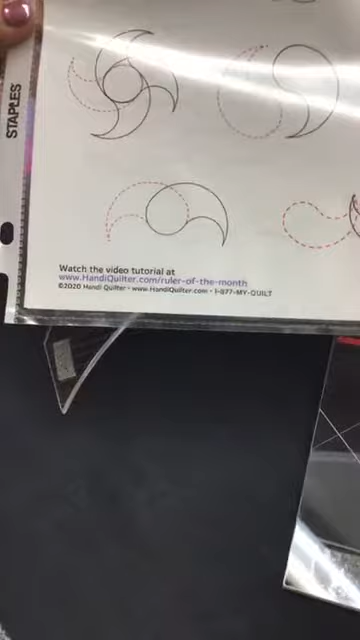 STAPLES
Watch the video tutorial at
www.HandiQuilter.com/ruler-of-the-month
©2020 Handi Quilter • www.HandiQuilter.com • 1-877-MY-QUILT